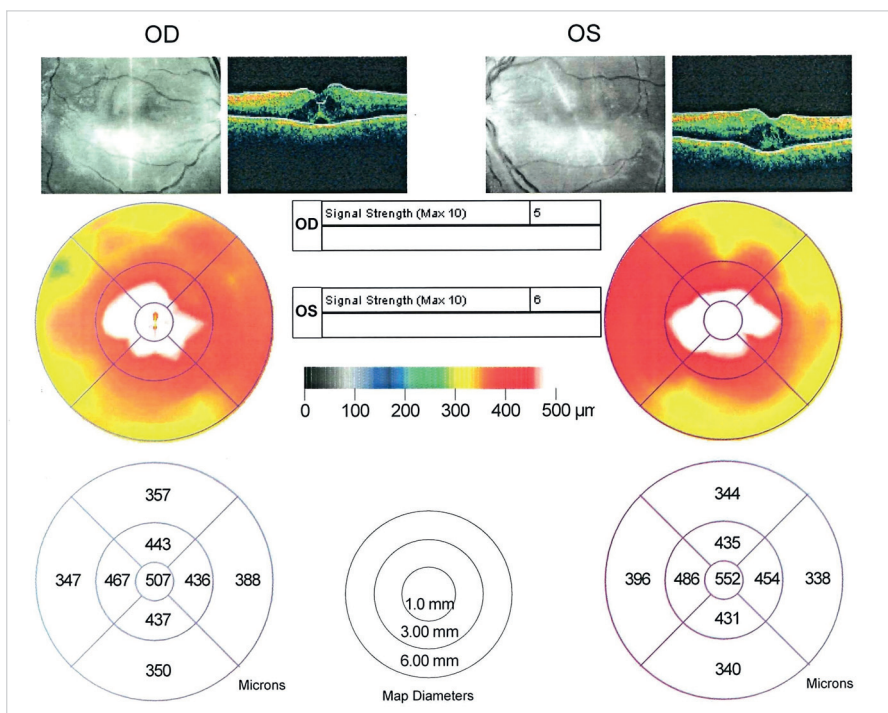 OD
OS
OD Signal Strength (Max 10) 5
OS Signal Strength (Max 10) 6
0 100 200 300 400 500 µm
357
443
347 467 507 436 388
437
350
Microns
1.0 mm
3.00 mm
6.00 mm
Map Diameters
344
435
396 486 552 454 338
431
340
Microns